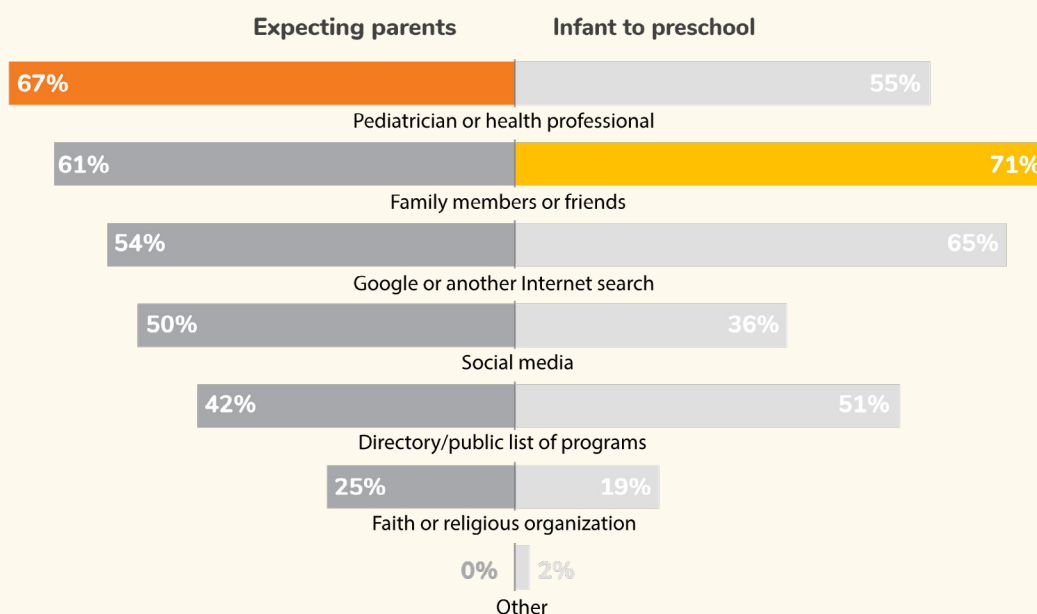 Expecting parents Infant to preschool
67% 55%
Pediatrician or health professional
61% 71%
Family members or friends
54% 65%
Google or another Internet search
50% 36%
Social media
42% 51%
Directory/public list of programs
25% 19%
Faith or religious organization
0% 2%
Other